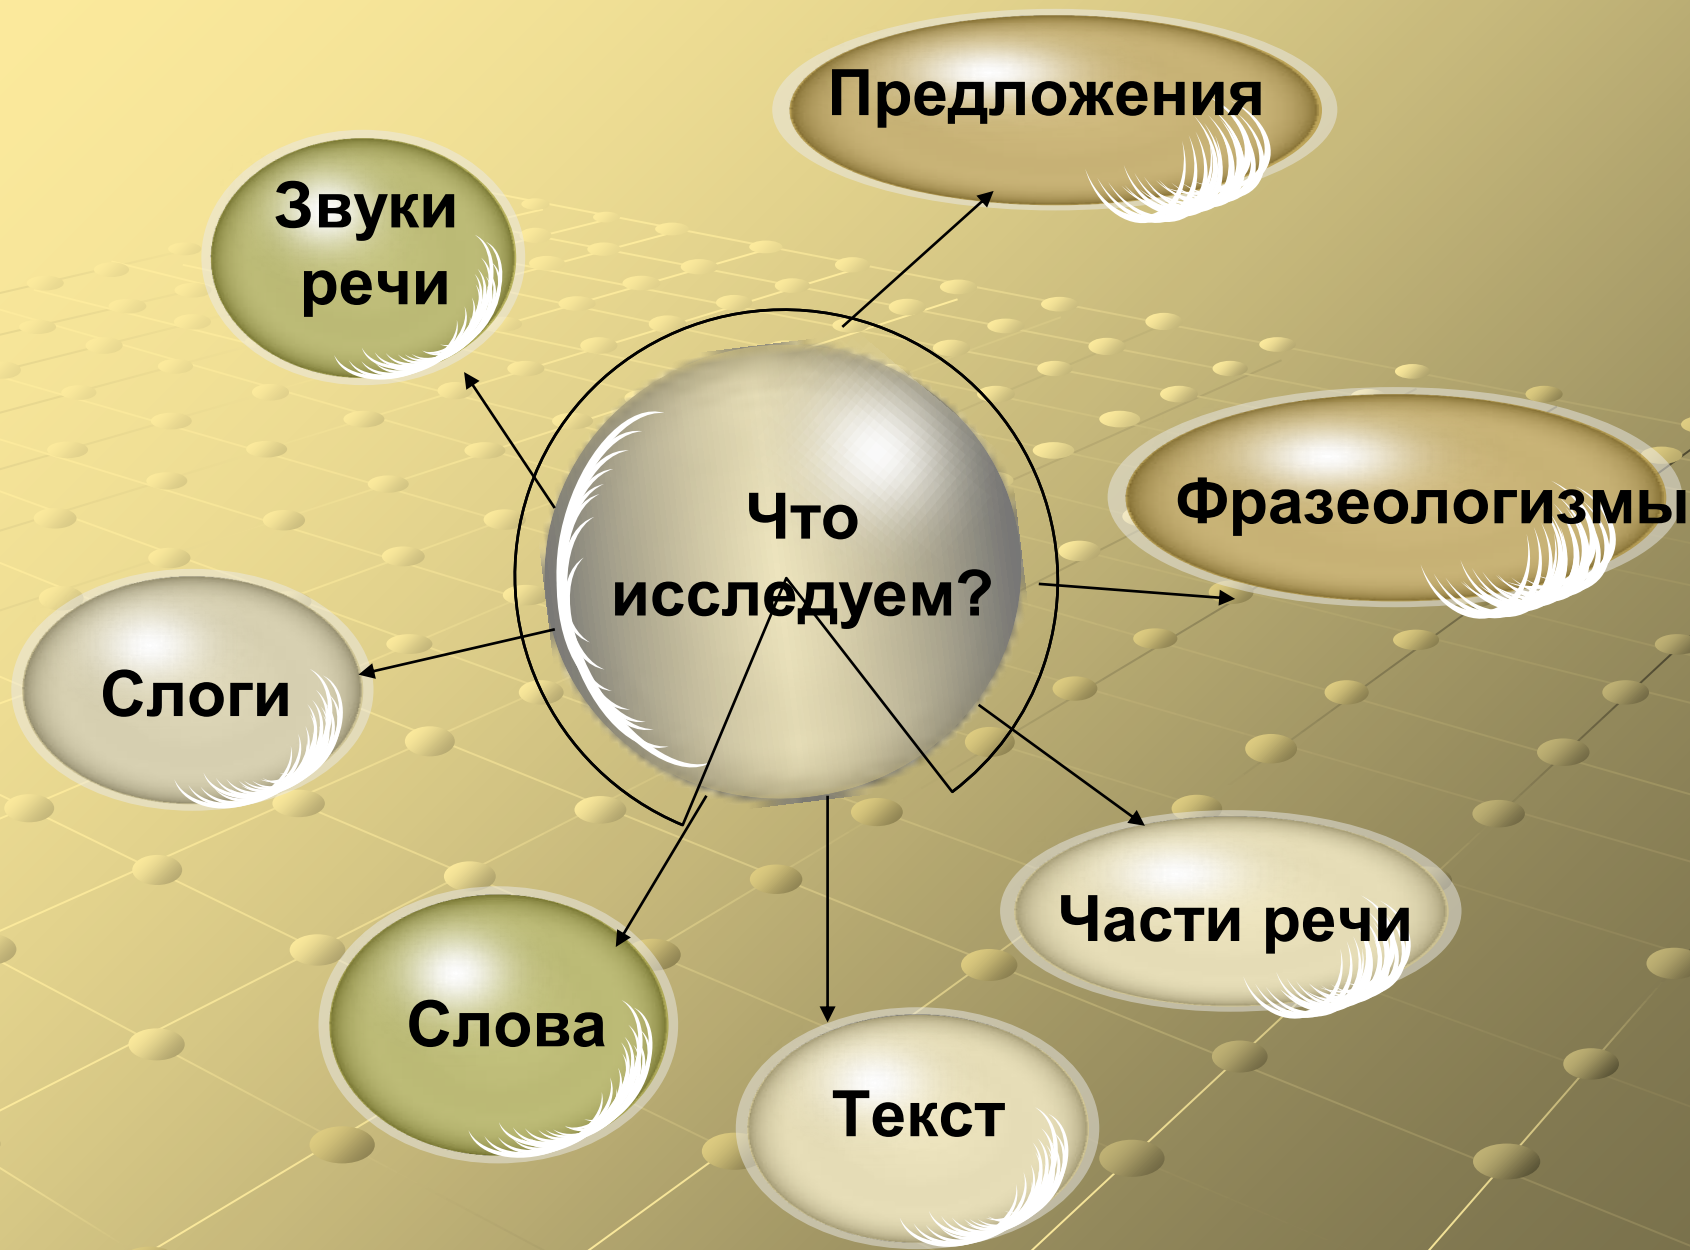 Предложения
Звуки
речи
Фразеологизмы
Что
исследуем?
Слоги
Части речи
Слова
Текст